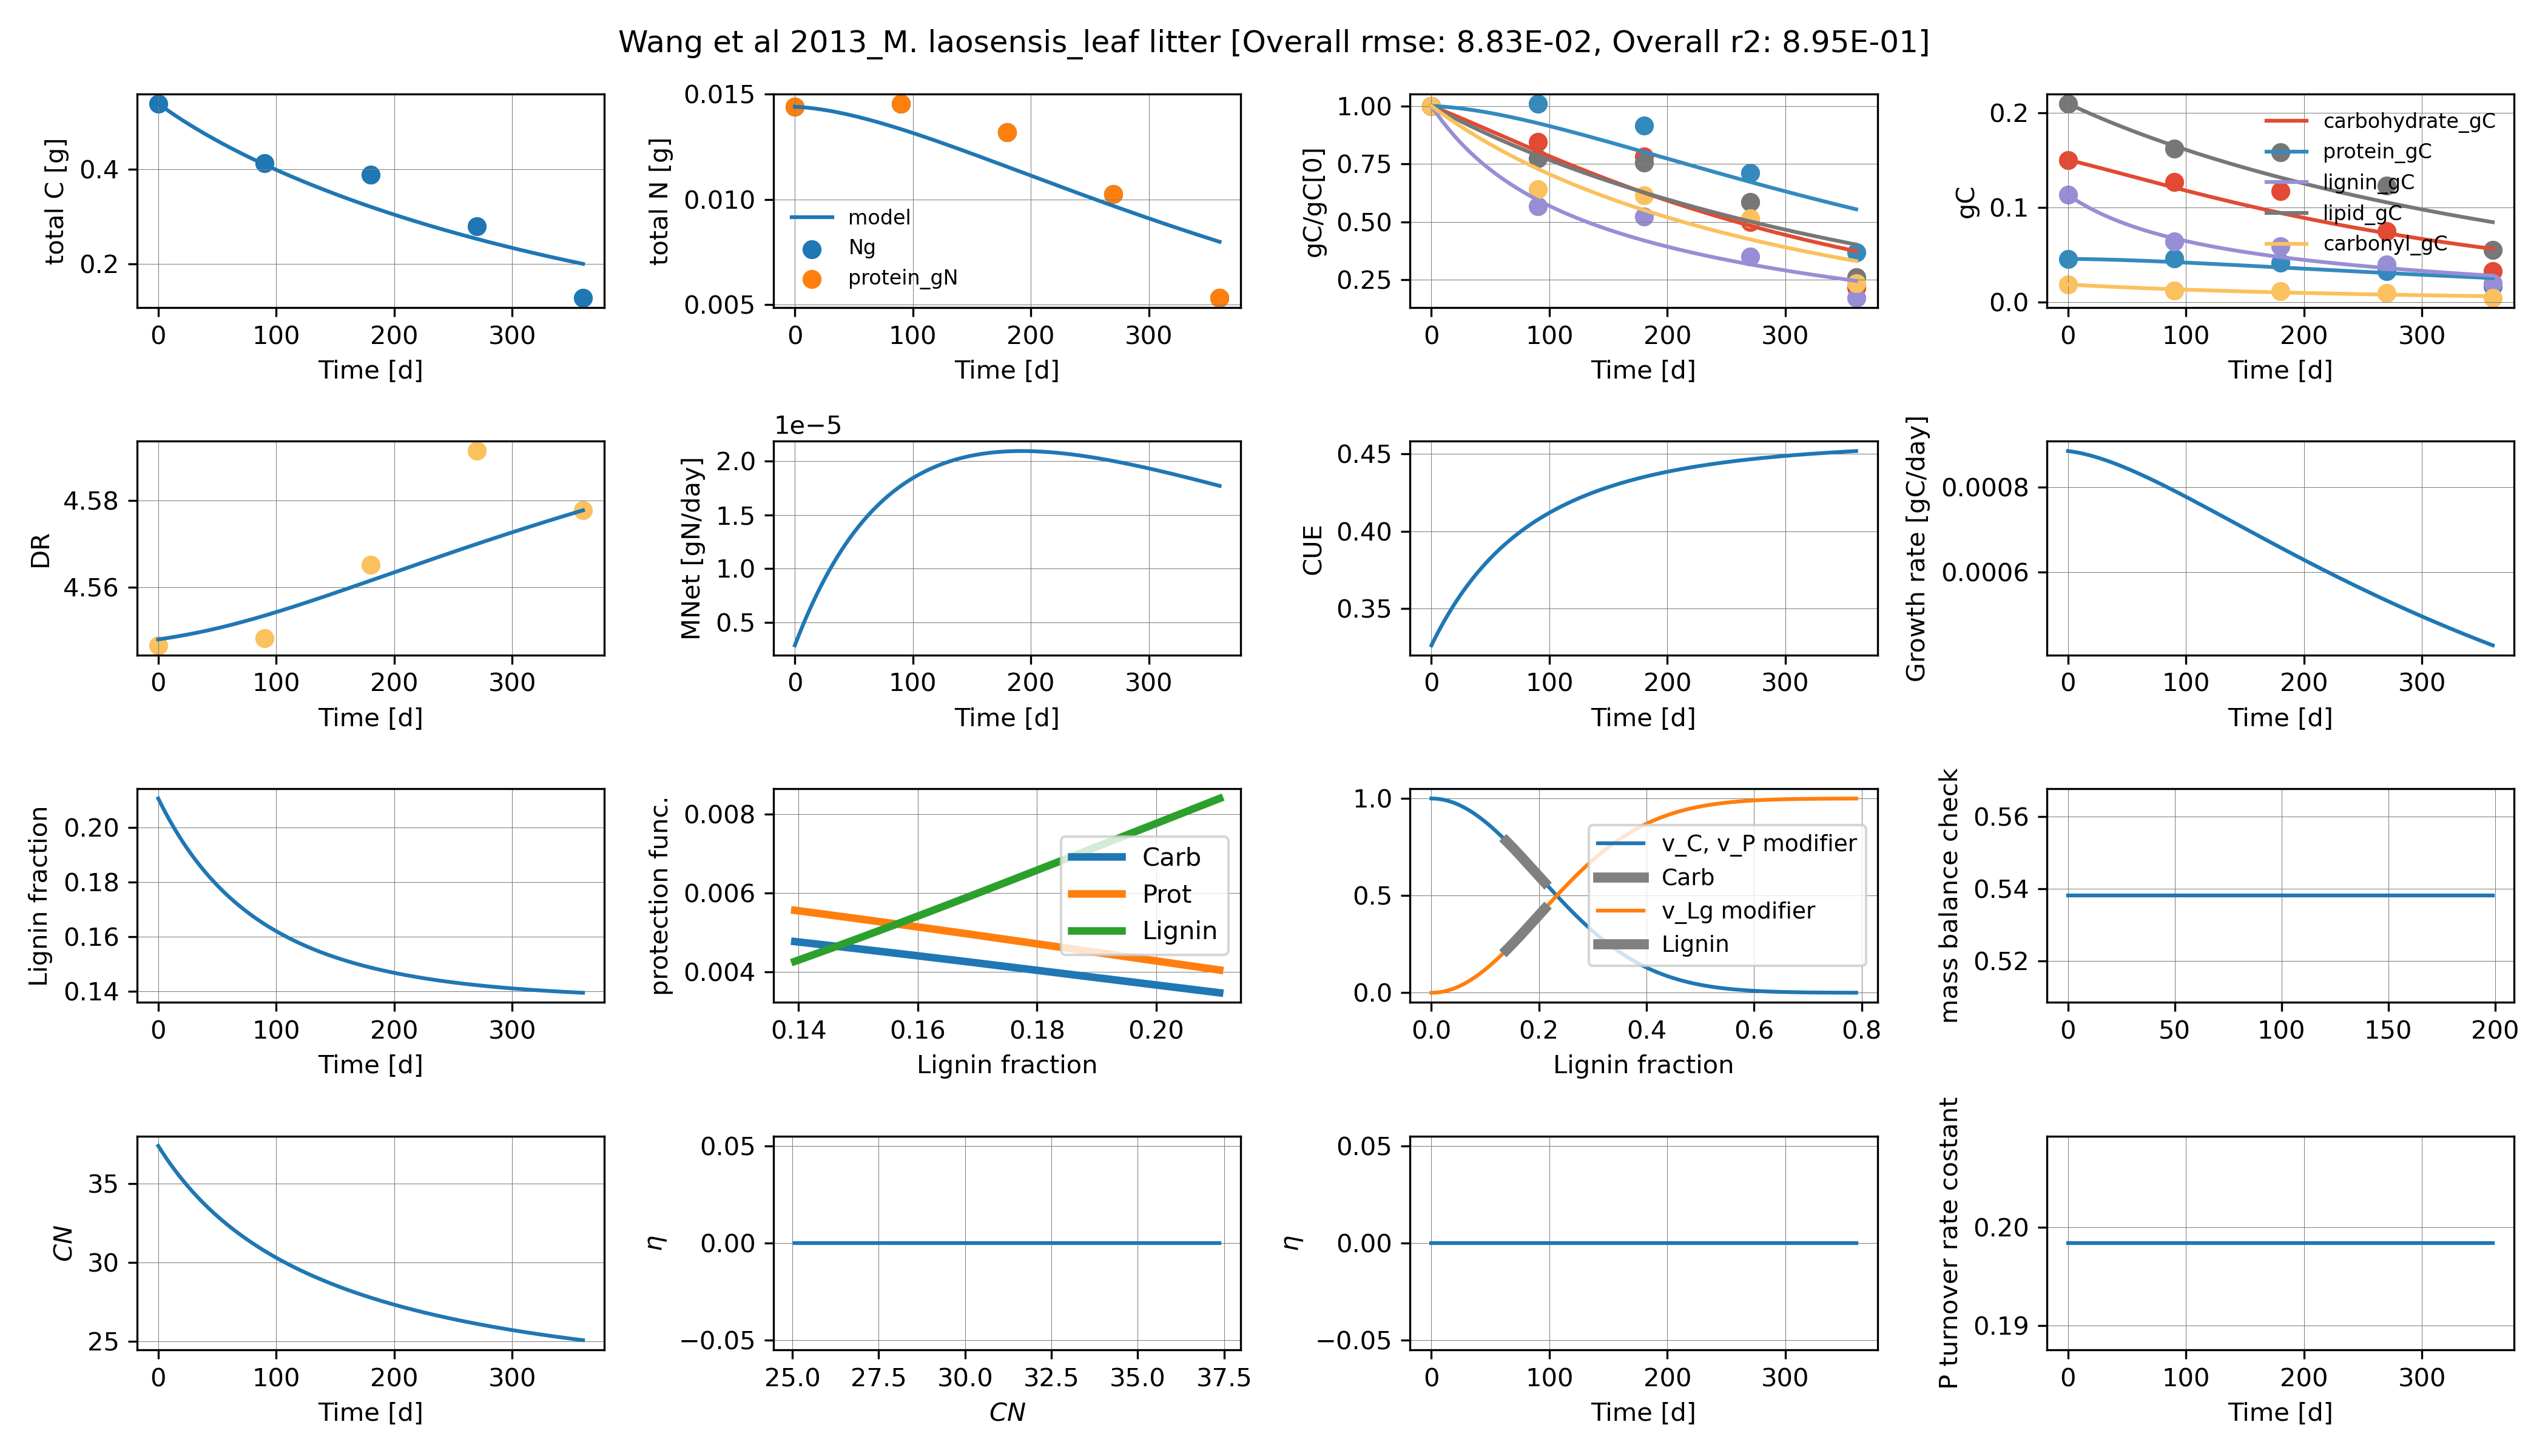 Wang et al 2013_M. laosensis_leaf litter [Overall rmse: 8.83E-02, Overall r2: 8.95E-01]
total C [g]
0.4
0.2
0 100 200 300
Time [d]
total N [g]
0.015
0.010
0.005
model
Ng
protein_gN
0 100 200 300
Time [d]
gC/gC[0]
1.00
0.75
0.50
0.25
0 100 200 300
Time [d]
gC
0.2
0.1
0.0
carbohydrate_gC
protein_gC
lignin_gC
lipid_gC
carbonyl_gC
0 100 200 300
Time [d]
DR
4.58
4.56
0 100 200 300
Time [d]
1e−5
MNet [gN/day]
2.0
1.5
1.0
0.5
0 100 200 300
Time [d]
CUE
0.45
0.40
0.35
0 100 200 300
Time [d]
Growth rate [gC/day]
0.0008
0.0006
0 100 200 300
Time [d]
Lignin fraction
0.20
0.18
0.16
0.14
0 100 200 300
Time [d]
protection func.
0.008
0.006
0.004
Carb
Prot
Lignin
0.14 0.16 0.18 0.20
Lignin fraction
1.0
0.5
0.0
v_C, v_P modifier
Carb
v_Lg modifier
Lignin
0.0 0.2 0.4 0.6 0.8
Lignin fraction
mass balance check
0.56
0.54
0.52
0 50 100 150 200
CN
35
30
25
0 100 200 300
Time [d]
η
0.05
0.00
−0.05
25.0 27.5 30.0 32.5 35.0 37.5
CN
η
0.05
0.00
−0.05
0 100 200 300
Time [d]
P turnover rate costant
0.20
0.19
0 100 200 300
Time [d]